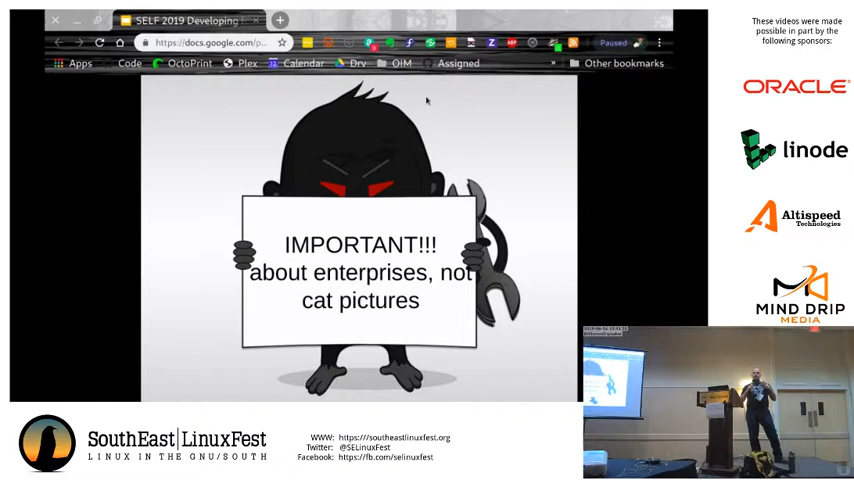 SELF 2019 Developing
https://docs.google.com/p...
Paused
Apps
Code
OctoPrint
Plex
Calendar
Drv
OIM
Assigned
»
Other bookmarks
IMPORTANT!!!
about enterprises, not
cat pictures
These videos were made
possible in part by the
following sponsors:
ORACLE
linode
Altispeed
Technologies
MIND DRIP
MEDIA
SouthEast|LinuxFest
LINUX IN THE GNU/SOUTH
WWW: https://southeastlinuxfest.org
Twitter: @SELinuxFest
Facebook: https://fb.com/selinuxfest